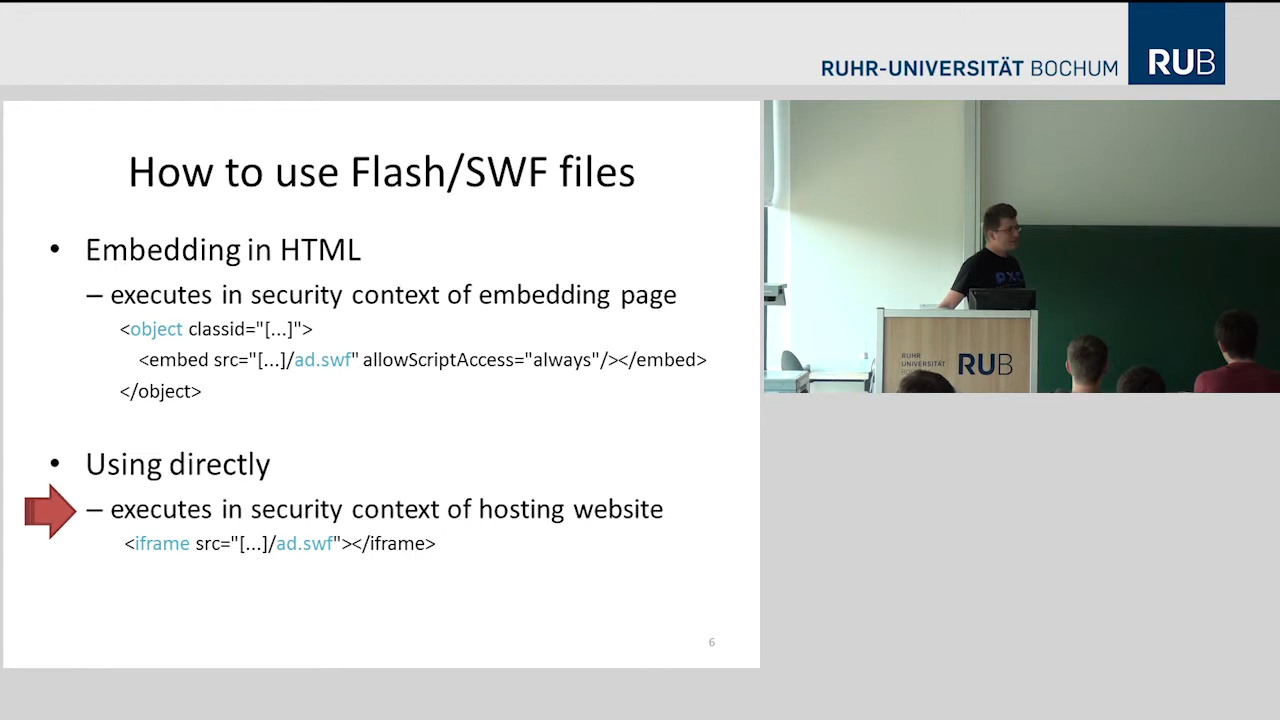 RUHR-UNIVERSITÄT BOCHUM
RUB
How to use Flash/SWF files
• Embedding in HTML
– executes in security context of embedding page
<object classid="[...]">
<embed src="[...]/ad.swf" allowScriptAccess="always"/></embed>
</object>
• Using directly
– executes in security context of hosting website
<iframe src="[...]/ad.swf"></iframe>
6
RUHR
UNIVERSITÄT
RUB